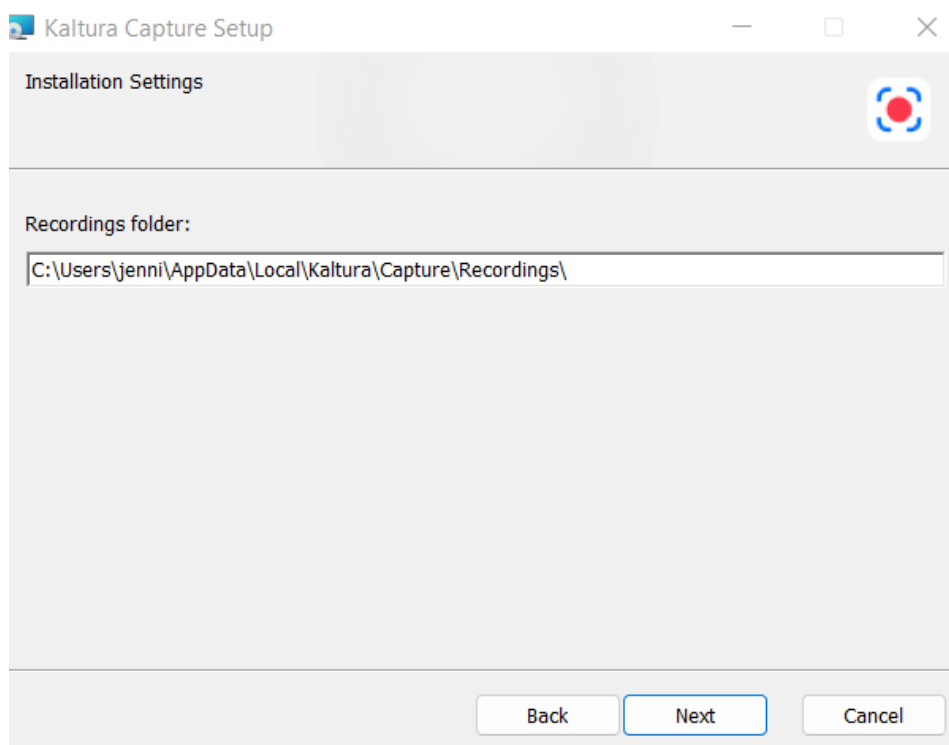 Kaltura Capture Setup
Installation Settings
Recordings folder:
C:\Users\jenni\AppData\Local\Kaltura\Capture\Recordings\
Back Next Cancel